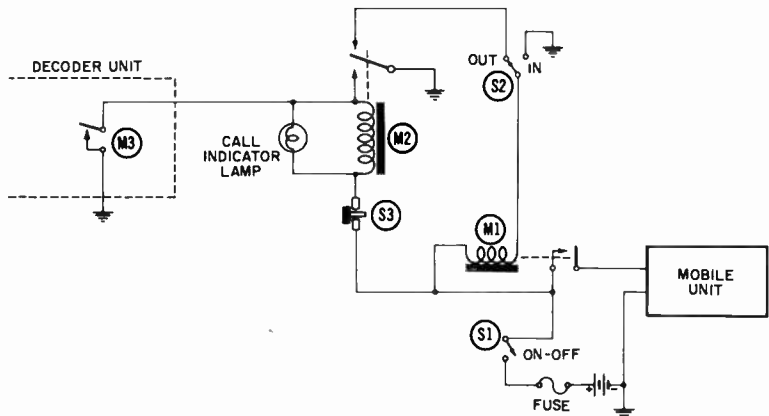 DECODER UNIT
M3
CALL
INDICATOR
LAMP
M2
OUT
IN
S2
S3
M1
MOBILE
UNIT
S1
ON-OFF
FUSE
+
-